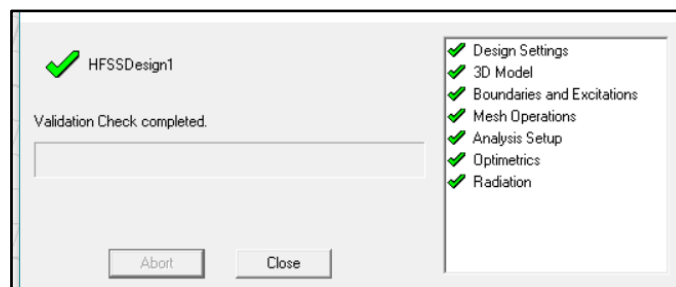 HFSSDesign1
Validation Check completed.
Abort
Close
Design Settings
3D Model
Boundaries and Excitations
Mesh Operations
Analysis Setup
Optimetrics
Radiation